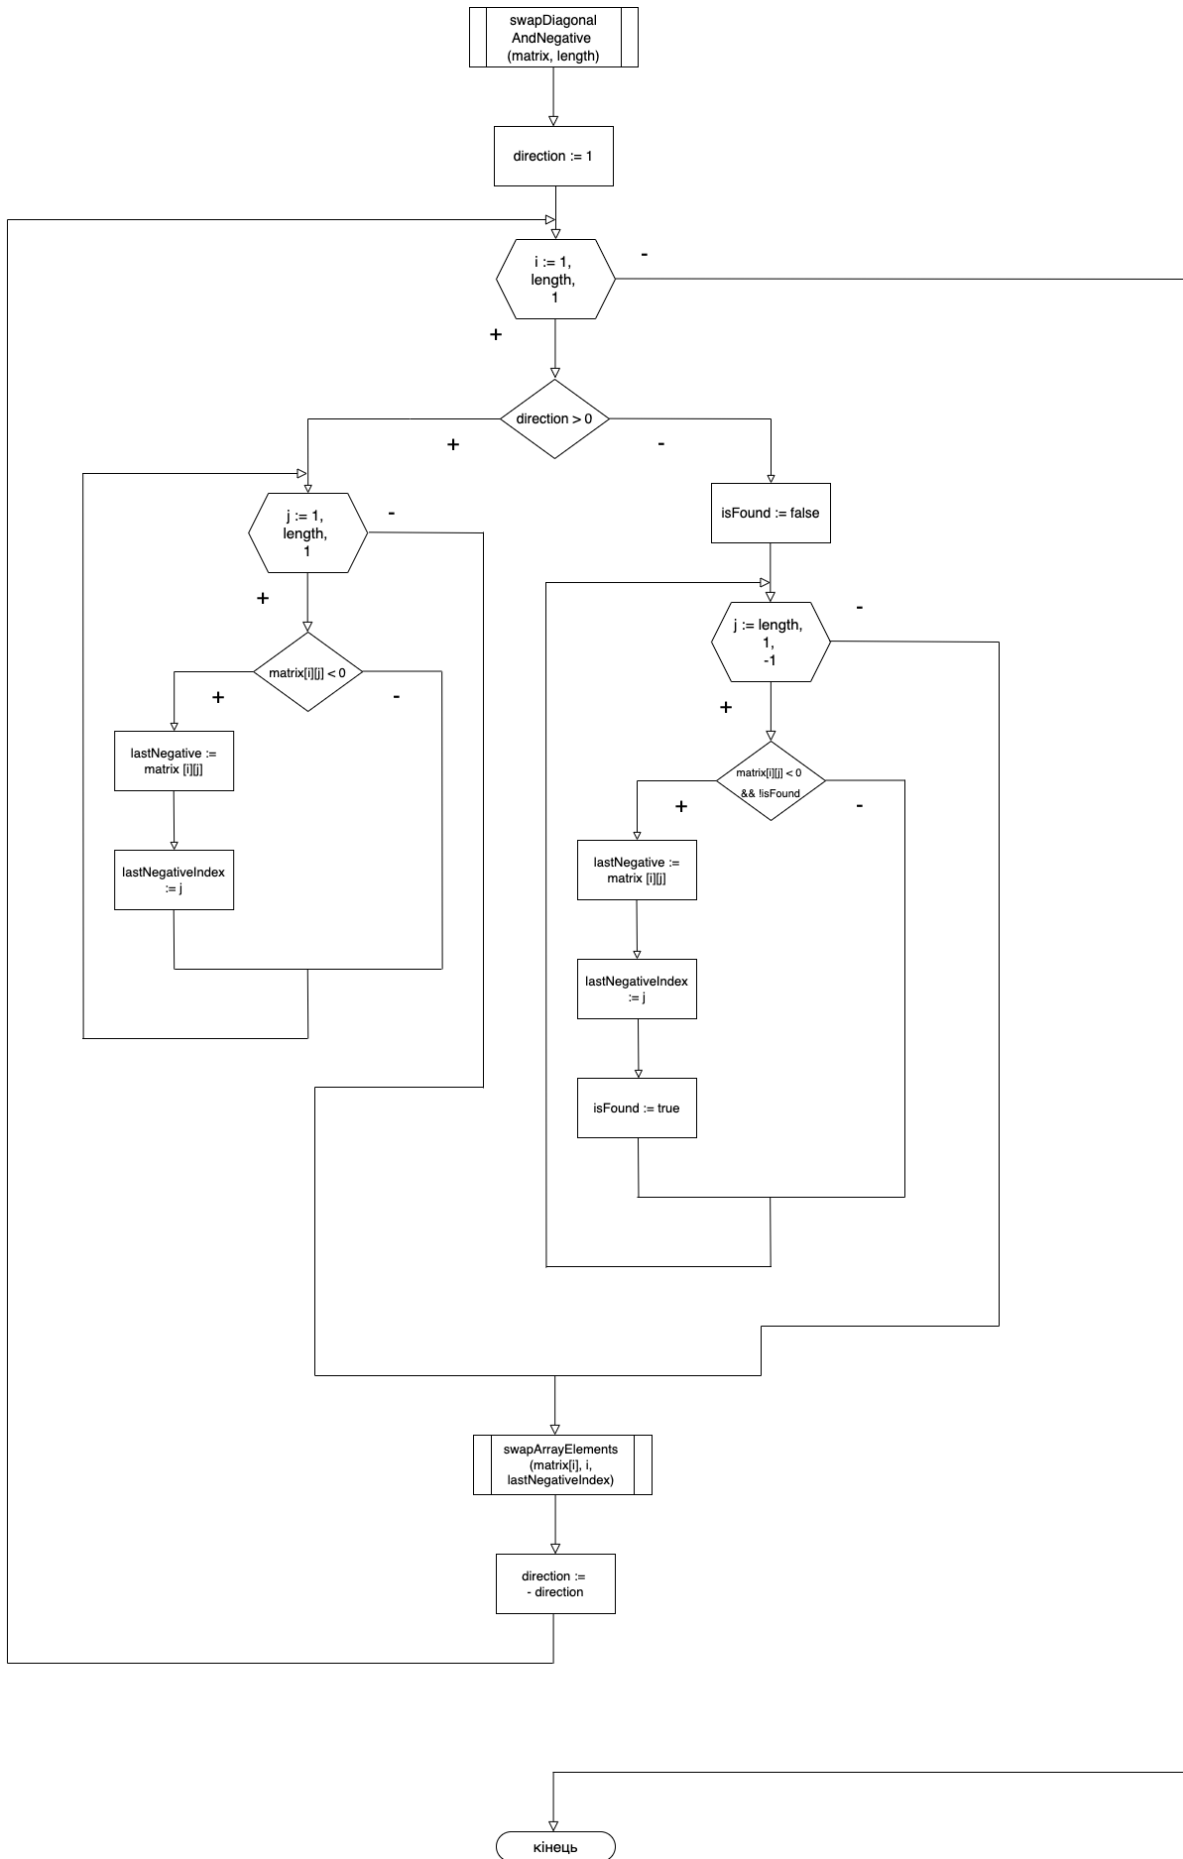 swapDiagonal
AndNegative
(matrix, length)
direction := 1
i := 1,
length,
1
-
+
direction > 0
+
-
j := 1,
length,
1
-
+
matrix[i][j] < 0
+
-
lastNegative :=
matrix [i][j]
lastNegativeIndex
:= j
isFound := false
j := length,
1,
-1
-
+
matrix[i][j] < 0
&& !isFound
+
-
lastNegative :=
matrix [i][j]
lastNegativeIndex
:= j
isFound := true
swapArrayElements
(matrix[i], i,
lastNegativeIndex)
direction :=
- direction
кінець